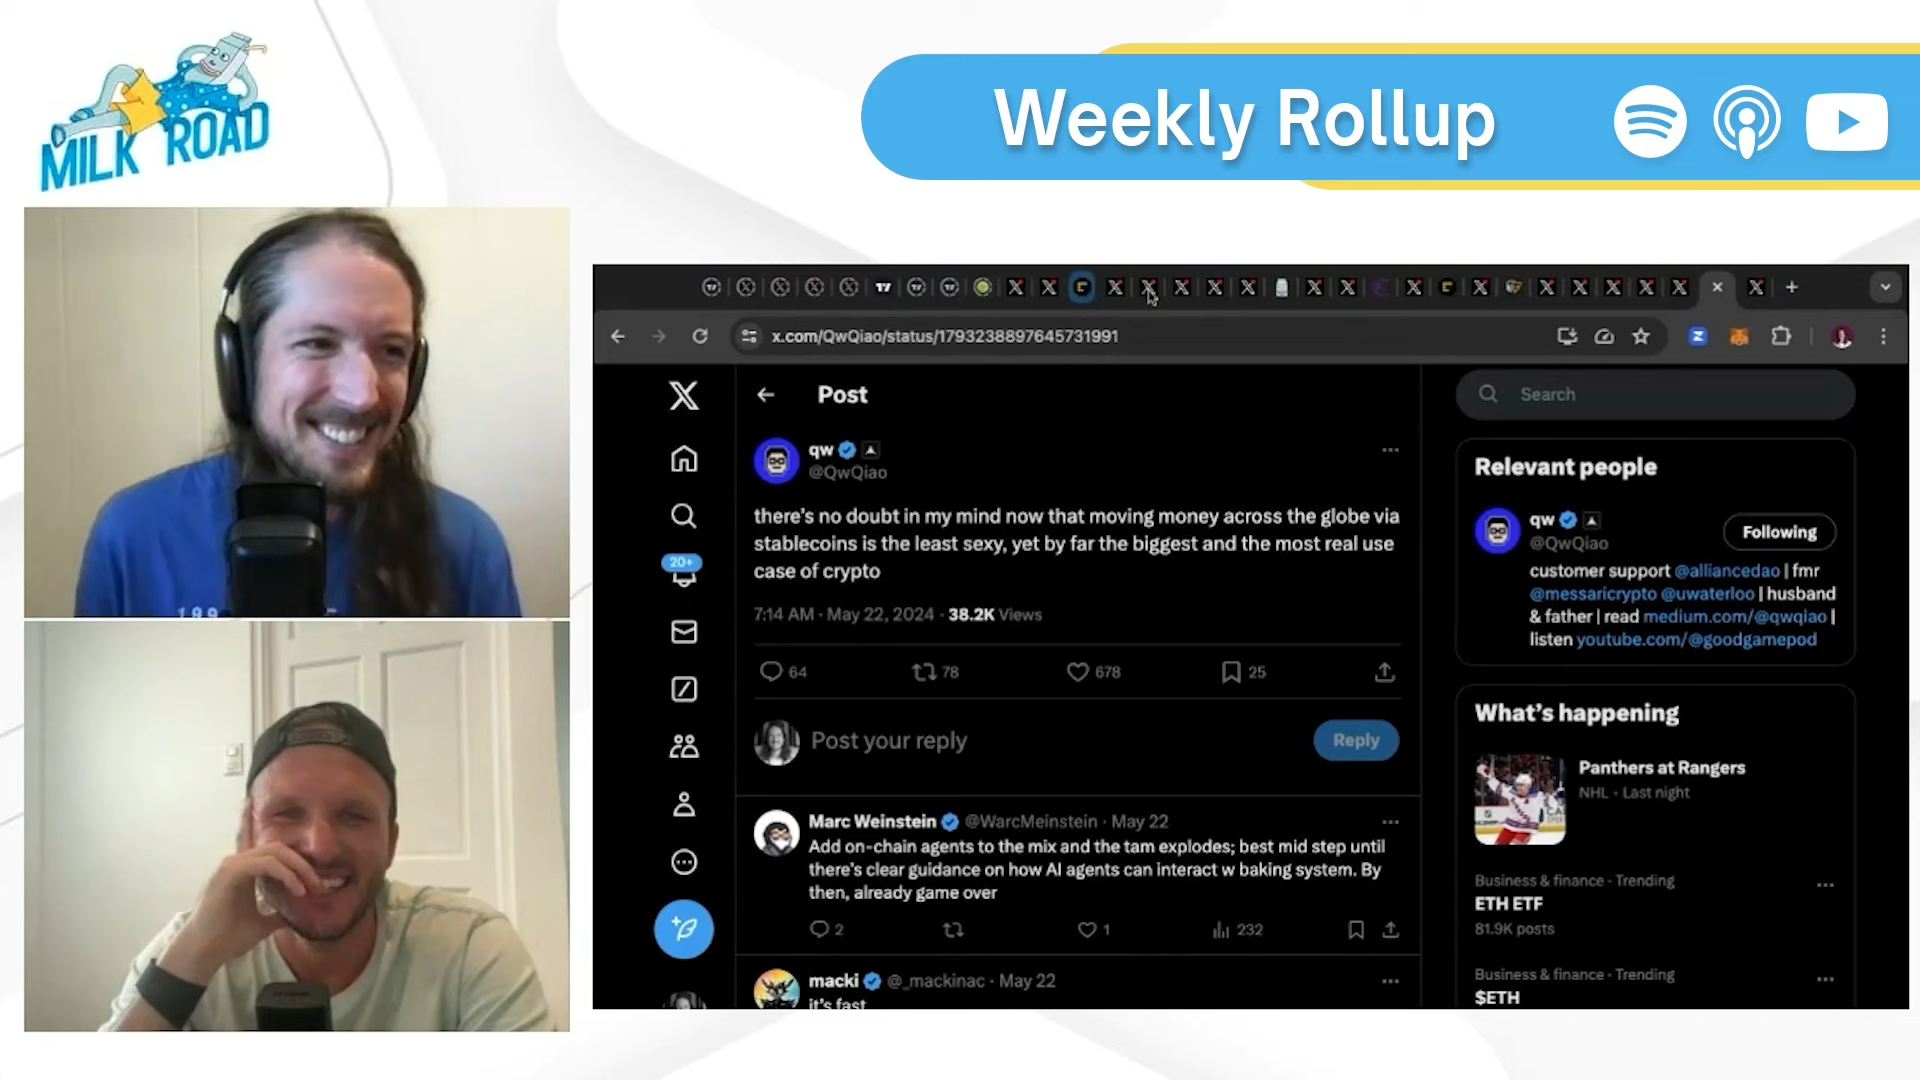 MILK ROAD
Weekly Rollup
x.com/QwQiao/status/1793238897645731991
Post
Search
qw
@QwQiao
there's no doubt in my mind now that moving money across the globe via
stablecoins is the least sexy, yet by far the biggest and the most real use
case of crypto
7:14 AM · May 22, 2024 · 38.2K Views
64
78
678
25
20+
Post your reply
Reply
Marc Weinstein @WarcMeinstein · May 22
Add on-chain agents to the mix and the tam explodes; best mid step until
there's clear guidance on how AI agents can interact w baking system. By
then, already game over
2
1
232
macki @_mackinac · May 22
it's fast
Relevant people
qw
@QwQiao
Following
customer support @alliancedao | fmr
@messaricrypto @uwaterloo | husband
& father | read medium.com/@qwqiao |
listen youtube.com/@goodgamepod
What's happening
Panthers at Rangers
NHL · Last night
Business & finance · Trending
ETH ETF
81.9K posts
Business & finance · Trending
$ETH